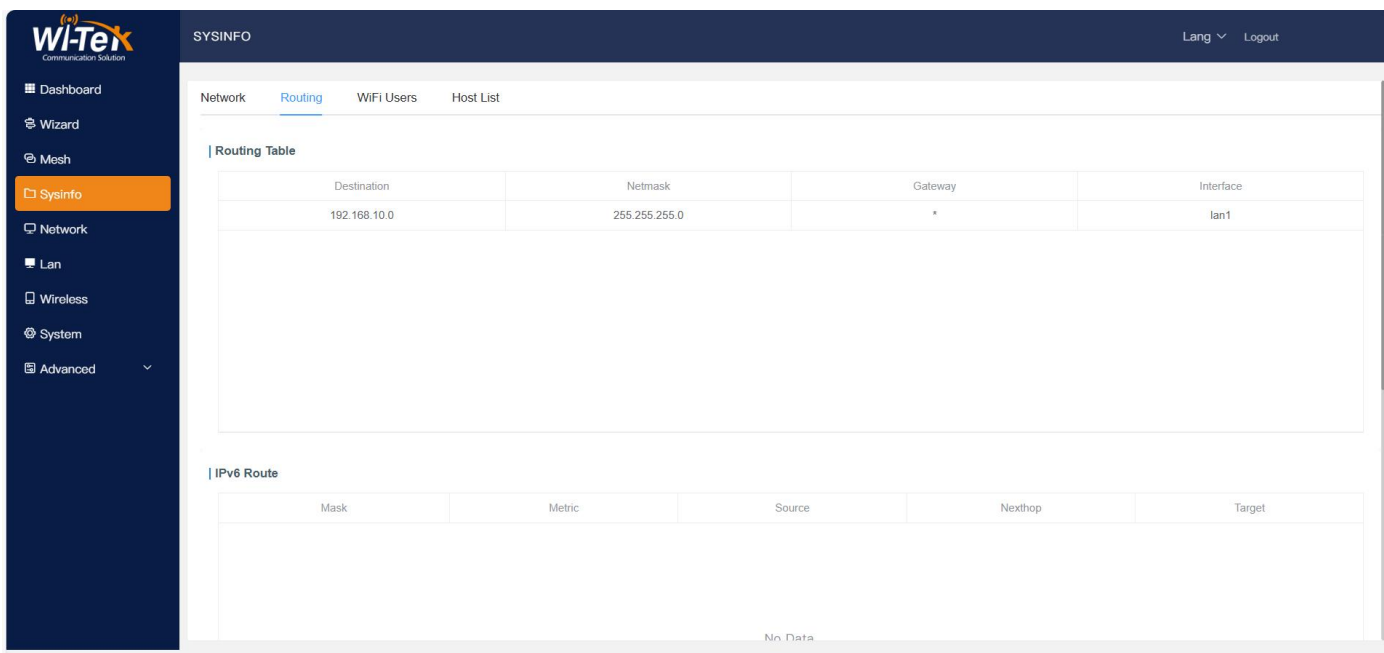 Wi-Tek
Communication Solution
SYSINFO
Lang
Logout
Dashboard
Wizard
Mesh
Sysinfo
Network
Lan
Wireless
System
Advanced
Network Routing WiFi Users Host List
Routing Table
Destination Netmask Gateway Interface
192.168.10.0 255.255.255.0 * lan1
IPv6 Route
Mask Metric Source Nexthop Target
No Data